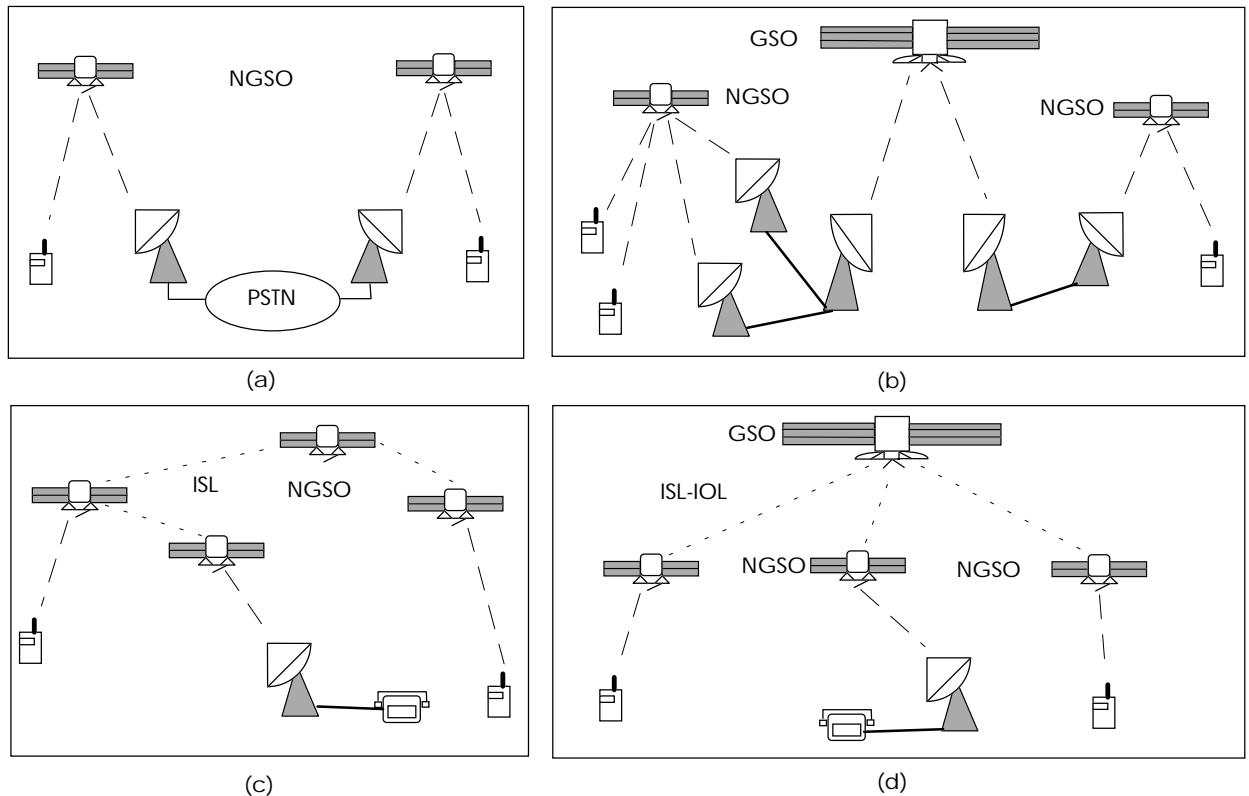 NGSO
PSTN
(a)
GSO
NGSO
NGSO
(b)
ISL
NGSO
(c)
GSO
ISL-IOL
NGSO
NGSO
(d)